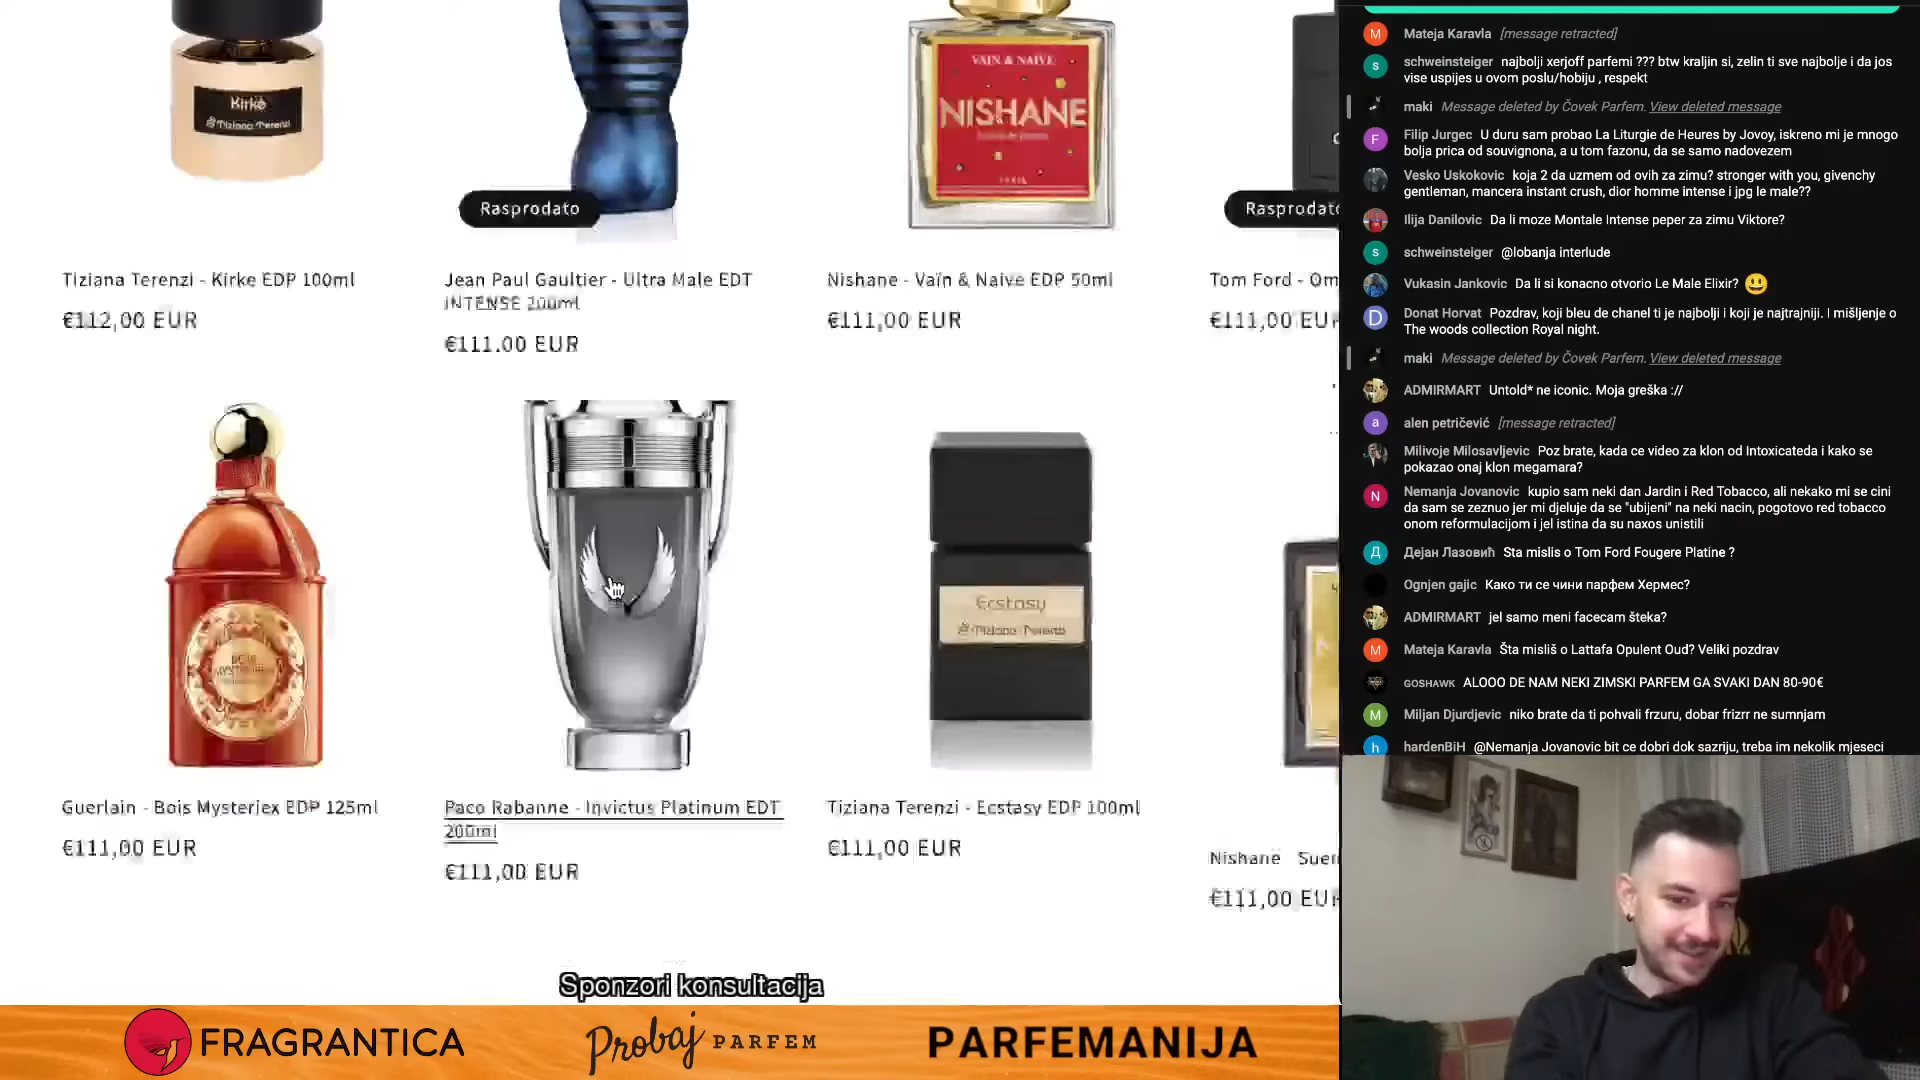 Kirke
Tiziana Terenzi
VAIN & NAIVE
NISHANE
Rasprodato
Rasprodato
Tiziana Terenzi - Kirke EDP 100ml
€112,00 EUR
Jean Paul Gaultier - Ultra Male EDT
INTENSE 200ml
€111,00 EUR
Nishane - Vain & Naive EDP 50ml
€111,00 EUR
Tom Ford - Om
€111,00 EUR
Ecstasy
Tiziana Terenzi
Guerlain - Bois Mysterieux EDP 125ml
€111,00 EUR
Paco Rabanne - Invictus Platinum EDT
200ml
€111,00 EUR
Tiziana Terenzi - Ecstasy EDP 100ml
€111,00 EUR
Nishane
€111,00 EUR
Sponzori konsultacija
FRAGRANTICA
Probaj PARFEM
PARFEMANIJA
M Mateja Karavla [message retracted]
s schweinsteiger najbolji xerjoff parfemi ??? btw kraljin si, zelin ti sve najbolje i da jos
vise uspijes u ovom poslu/hobiju , respekt
maki Message deleted by Čovek Parfem. View deleted message
F Filip Jurgec U duru sam probao La Liturgie de Heures by Jovoy, iskreno mi je mnogo
bolja prica od souvignona, a u tom fazonu, da se samo nadovezem
Vesko Uskokovic koja 2 da uzmem od ovih za zimu? stronger with you, givenchy
gentleman, mancera instant crush, dior homme intense i jpg le male??
Ilija Danilovic Da li moze Montale Intense peper za zimu Viktore?
s schweinsteiger @lobanja interlude
Vukasin Jankovic Da li si konacno otvorio Le Male Elixir? 😃
D Donat Horvat Pozdrav, koji bleu de chanel ti je najbolji i koji je najtrajniji. I mišljenje o
The woods collection Royal night.
maki Message deleted by Čovek Parfem. View deleted message
ADMIRMART Untold* ne iconic. Moja greška ://
a alen petričević [message retracted]
Milivoje Milosavljevic Poz brate, kada ce video za klon od Intoxicateda i kako se
pokazao onaj klon megamara?
N Nemanja Jovanovic kupio sam neki dan Jardin i Red Tobacco, ali nekako mi se cini
da sam se zeznuo jer mi djeluje da se "ubijeni" na neki nacin, pogotovo red tobacco
onom reformulacijom i jel istina da su naxos unistili
Д Дејан Лазовић Sta mislis o Tom Ford Fougere Platine ?
Ognjen gajic Како ти се чини парфем Хермес?
ADMIRMART jel samo meni facecam šteka?
M Mateja Karavla Šta misliš o Lattafa Opulent Oud? Veliki pozdrav
GOSHAWK ALOOO DE NAM NEKI ZIMSKI PARFEM GA SVAKI DAN 80-90€
M Miljan Djurdjevic niko brate da ti pohvali frzuru, dobar frizrr ne sumnjam
h hardenBiH @Nemanja Jovanovic bit ce dobri dok sazriju, treba im nekolik mjeseci